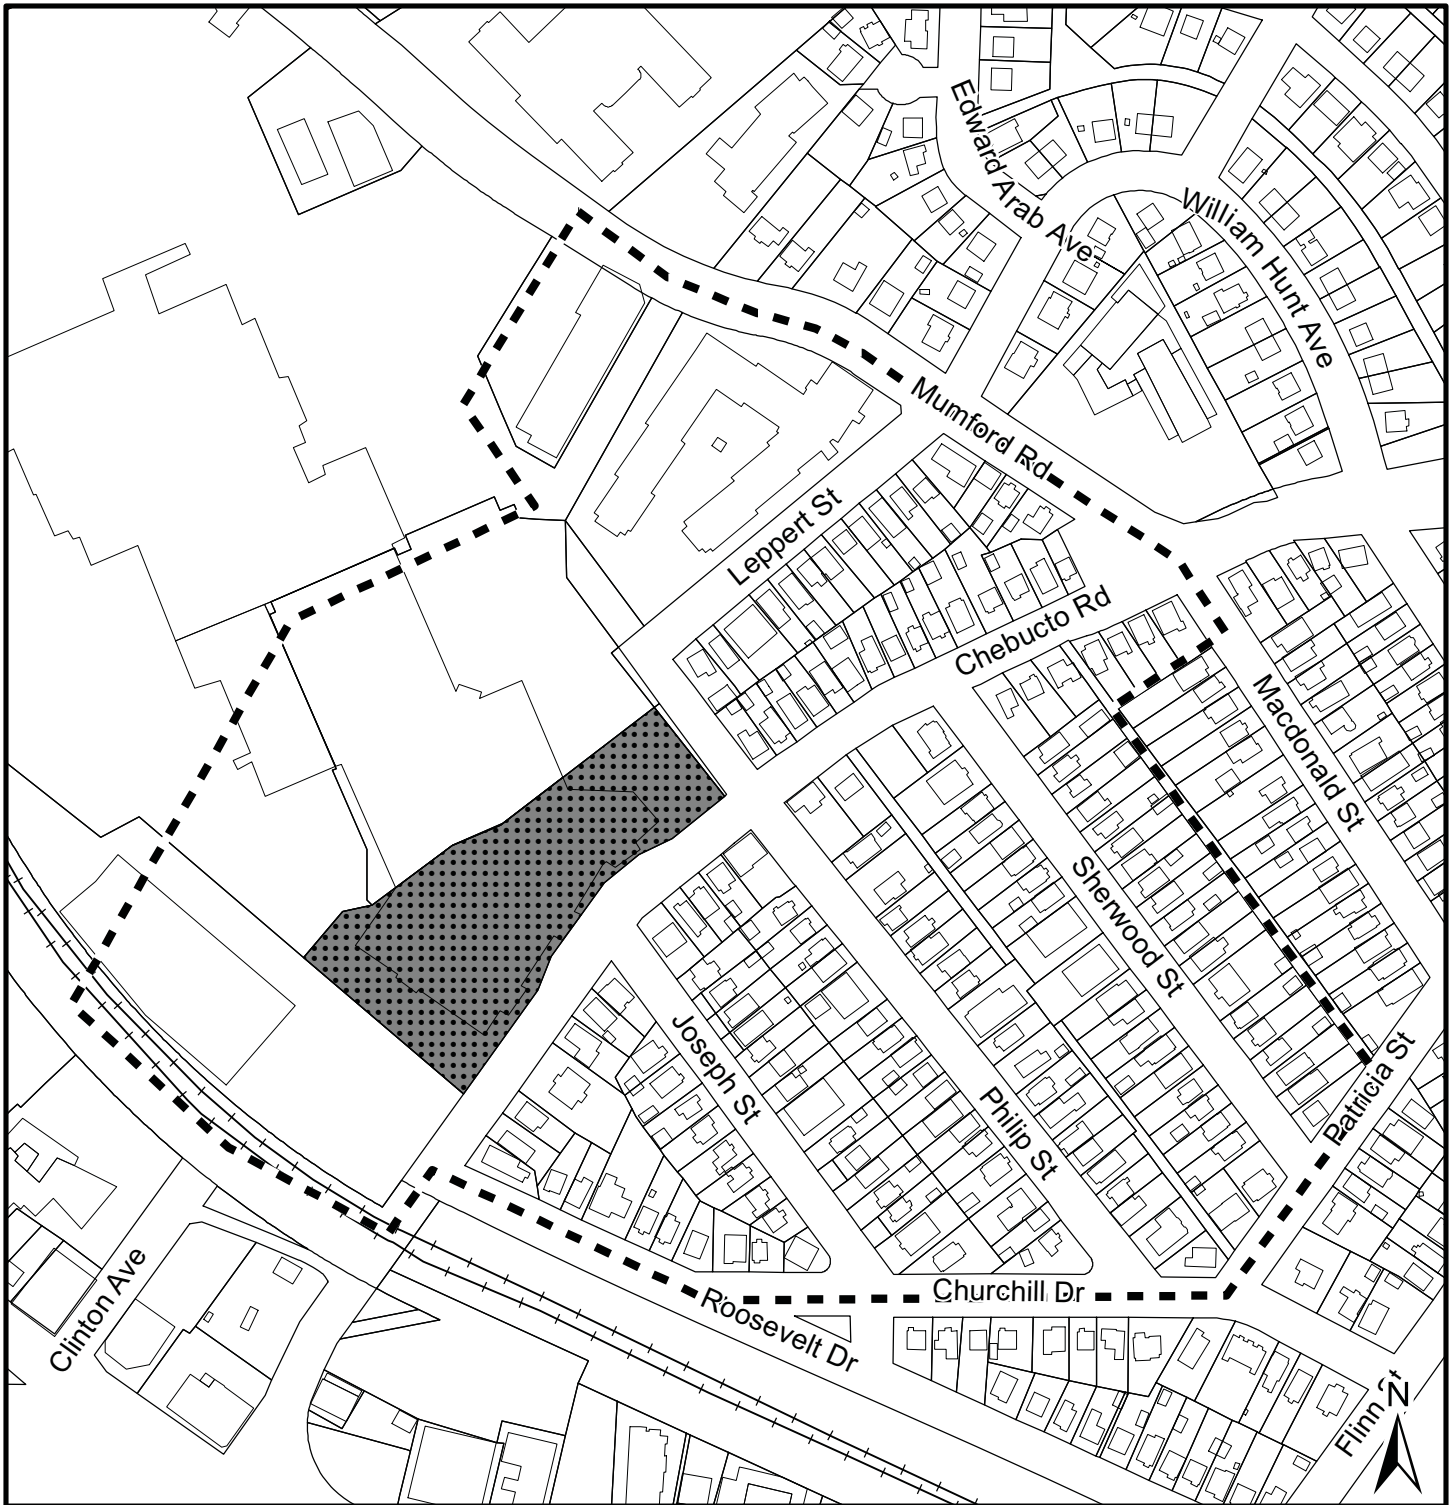 Edward Arab Ave
William Hunt Ave
Mumford Rd
Leppert St
Chebucto Rd
Macdonald St
Sherwood St
Joseph St
Philip St
Patricia St
Churchill Dr
Roosevelt Dr
Clinton Ave
Flinn St
N